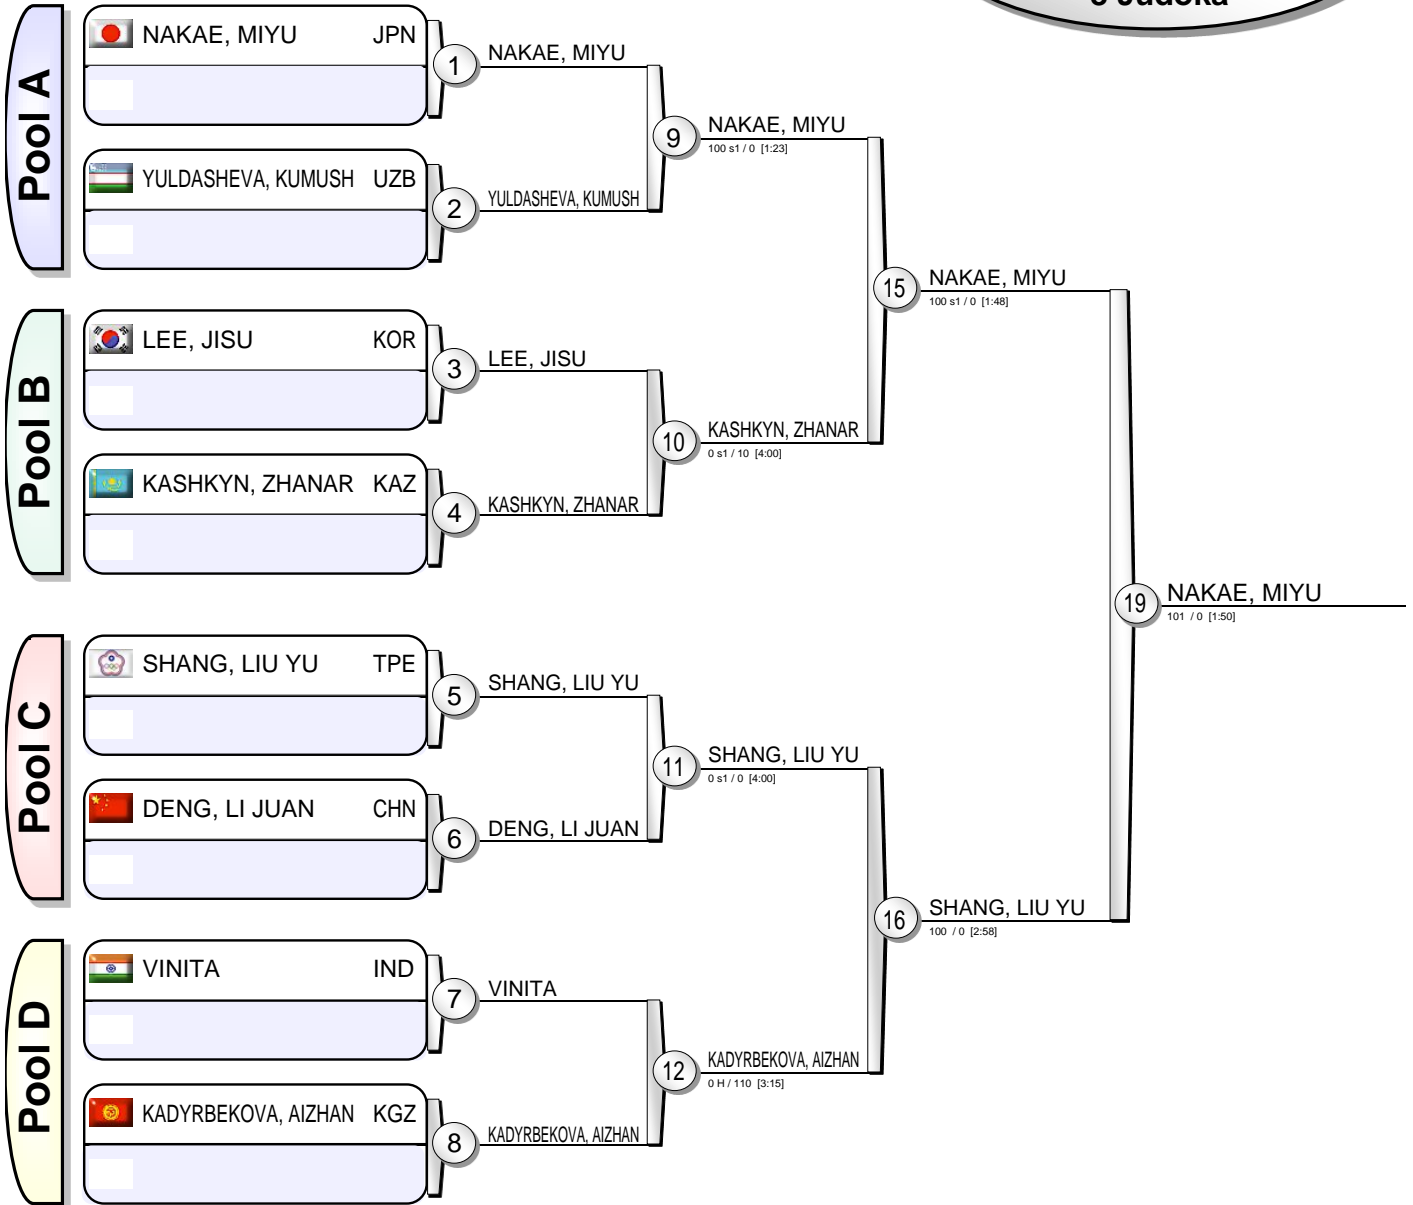 Judoka
Pool A
NAKAE, MIYU JPN
1
NAKAE, MIYU
YULDASHEVA, KUMUSH UZB
2
YULDASHEVA, KUMUSH
9
NAKAE, MIYU
100 s1 / 0 [1:23]
Pool B
LEE, JISU KOR
3
LEE, JISU
KASHKYN, ZHANAR KAZ
4
KASHKYN, ZHANAR
10
KASHKYN, ZHANAR
0 s1 / 10 [4:00]
15
NAKAE, MIYU
100 s1 / 0 [1:48]
Pool C
SHANG, LIU YU TPE
5
SHANG, LIU YU
DENG, LI JUAN CHN
6
DENG, LI JUAN
11
SHANG, LIU YU
0 s1 / 0 [4:00]
Pool D
VINITA IND
7
VINITA
KADYRBEKOVA, AIZHAN KGZ
8
KADYRBEKOVA, AIZHAN
12
KADYRBEKOVA, AIZHAN
0 H / 110 [3:15]
16
SHANG, LIU YU
100 / 0 [2:58]
19
NAKAE, MIYU
101 / 0 [1:50]